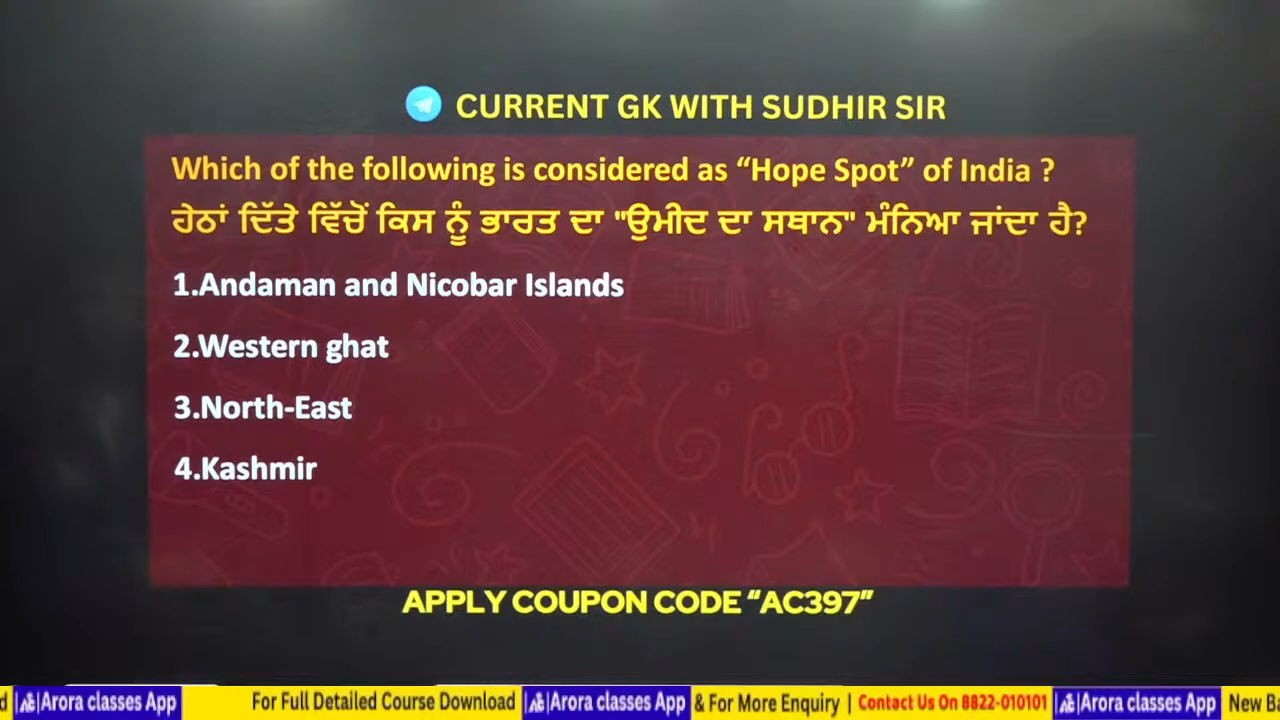 CURRENT GK WITH SUDHIR SIR
Which of the following is considered as “Hope Spot” of India ?
ਹੇਠਾਂ ਦਿੱਤੇ ਵਿੱਚੋਂ ਕਿਸ ਨੂੰ ਭਾਰਤ ਦਾ "ਉਮੀਦ ਦਾ ਸਥਾਨ" ਮੰਨਿਆ ਜਾਂਦਾ ਹੈ?
1.Andaman and Nicobar Islands
2.Western ghat
3.North-East
4.Kashmir
APPLY COUPON CODE “AC397”
d |Arora classes App For Full Detailed Course Download |Arora classes App & For More Enquiry | Contact Us On 8822-010101 |Arora classes App New Ba